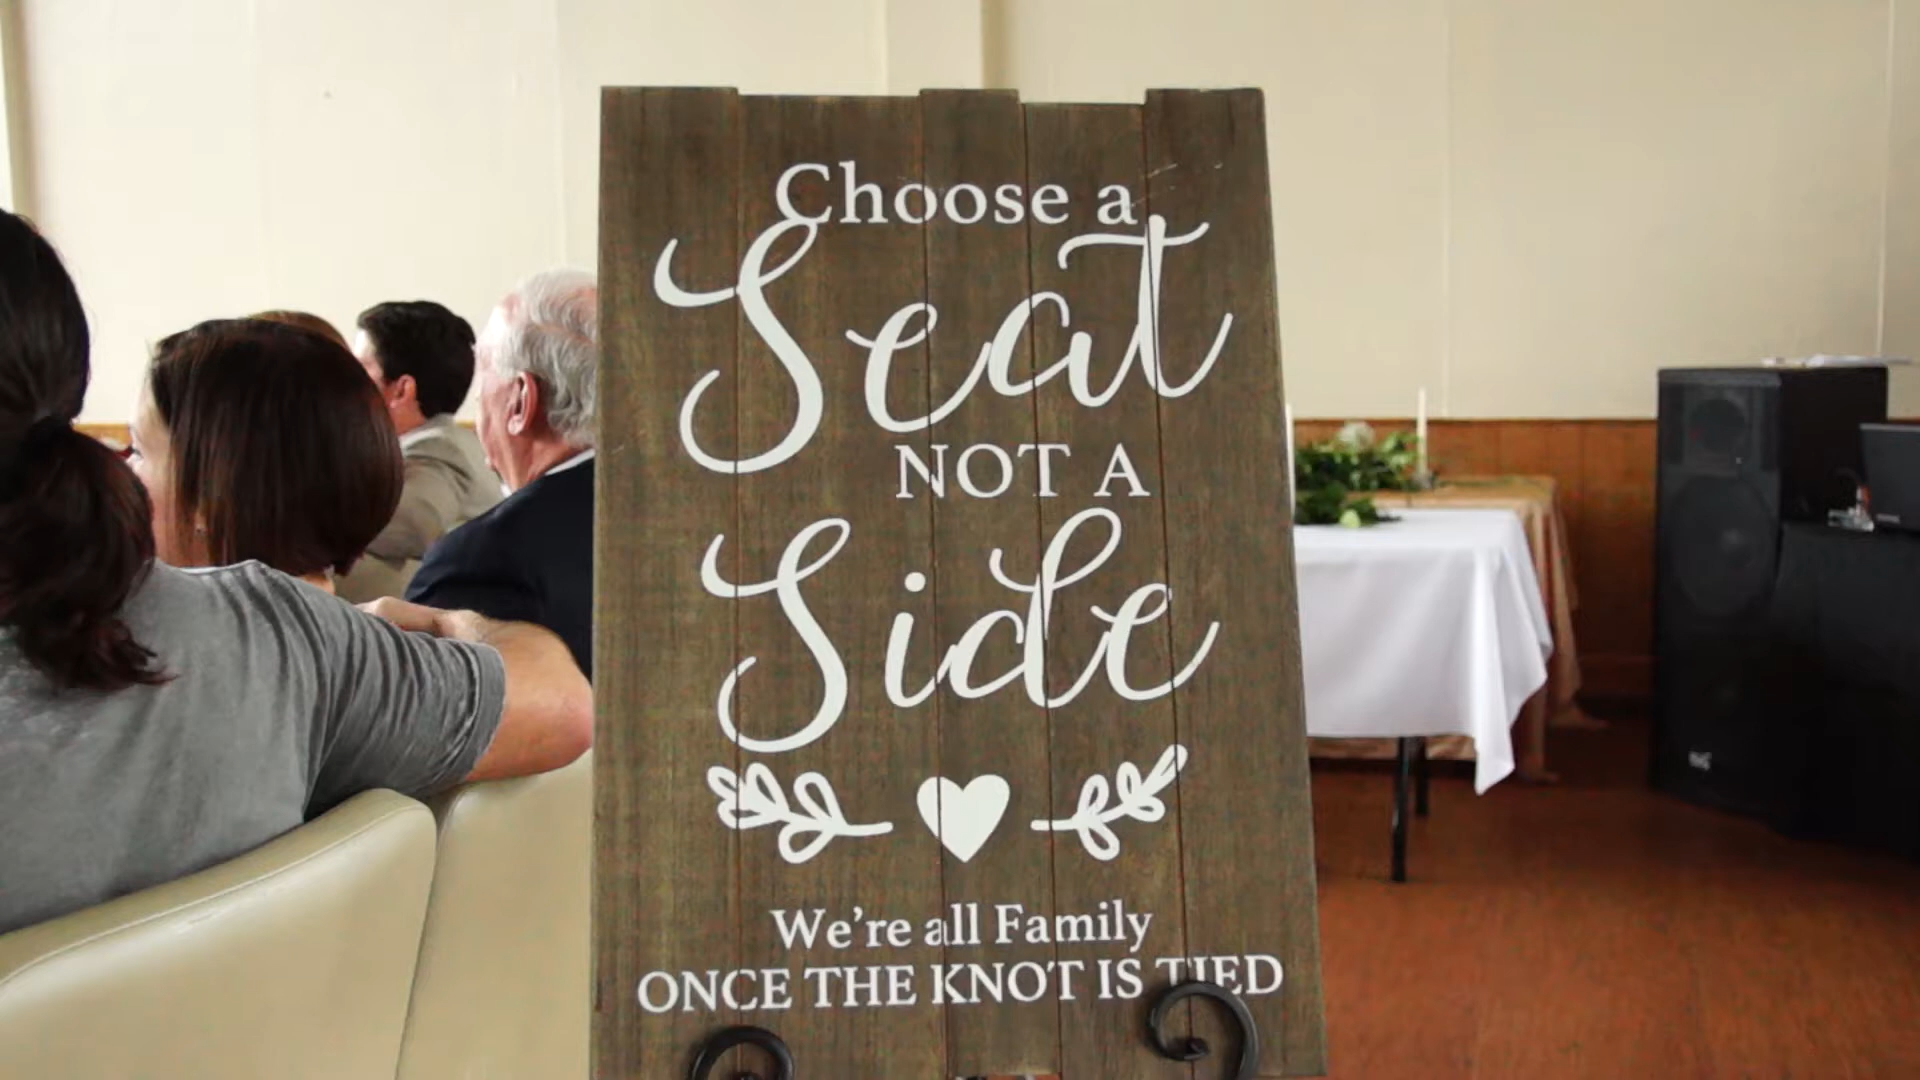 Choose a
Seat
NOT A
Side
We're all Family
ONCE THE KNOT IS TIED